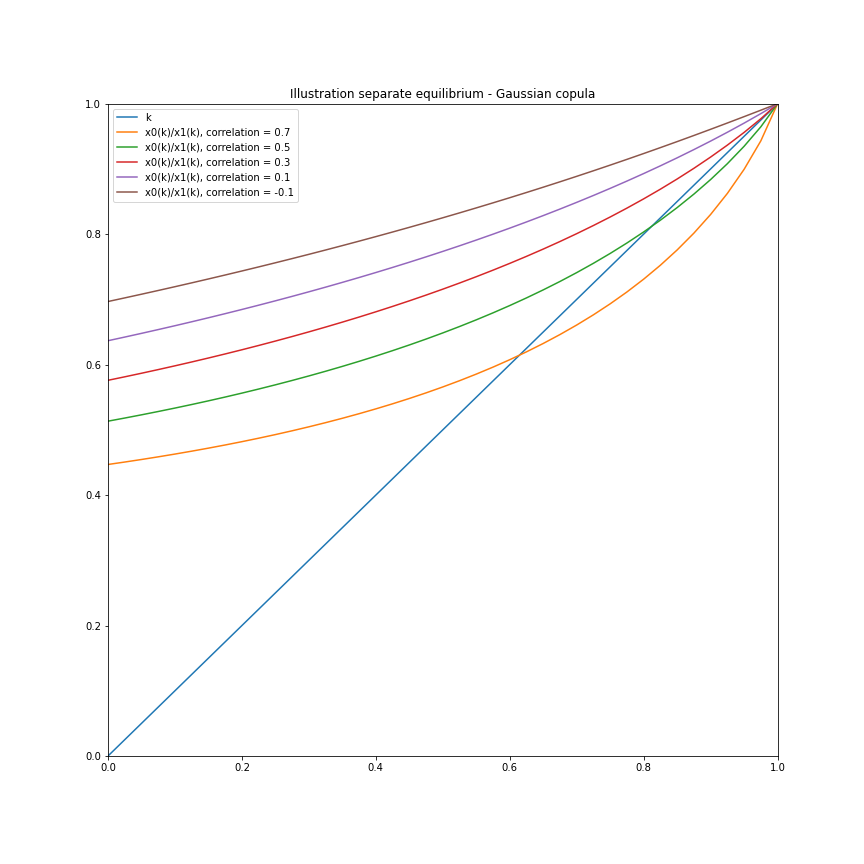 Illustration separate equilibrium - Gaussian copula
1.0
k
x0(k)/x1(k), correlation = 0.7
x0(k)/x1(k), correlation = 0.5
x0(k)/x1(k), correlation = 0.3
x0(k)/x1(k), correlation = 0.1
x0(k)/x1(k), correlation = -0.1
0.8
0.6
0.4
0.2
0.0
0.0 0.2 0.4 0.6 0.8 1.0